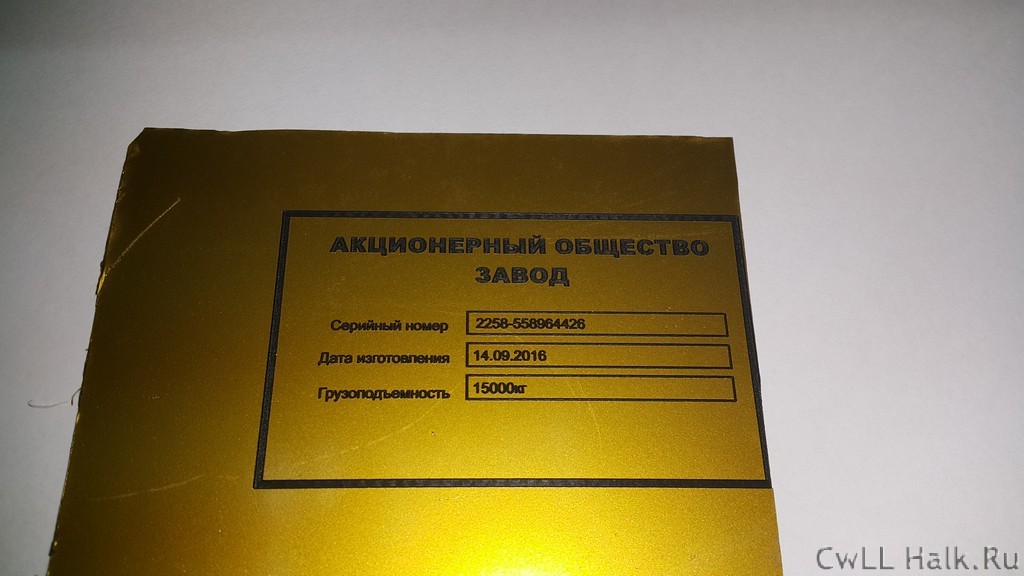 АКЦИОНЕРНЫЙ ОБЩЕСТВО
ЗАВОД
Серийный номер 2258-558964426
Дата изготовления 14.09.2016
Грузоподъемность 15000кг
CwLL Halk.Ru